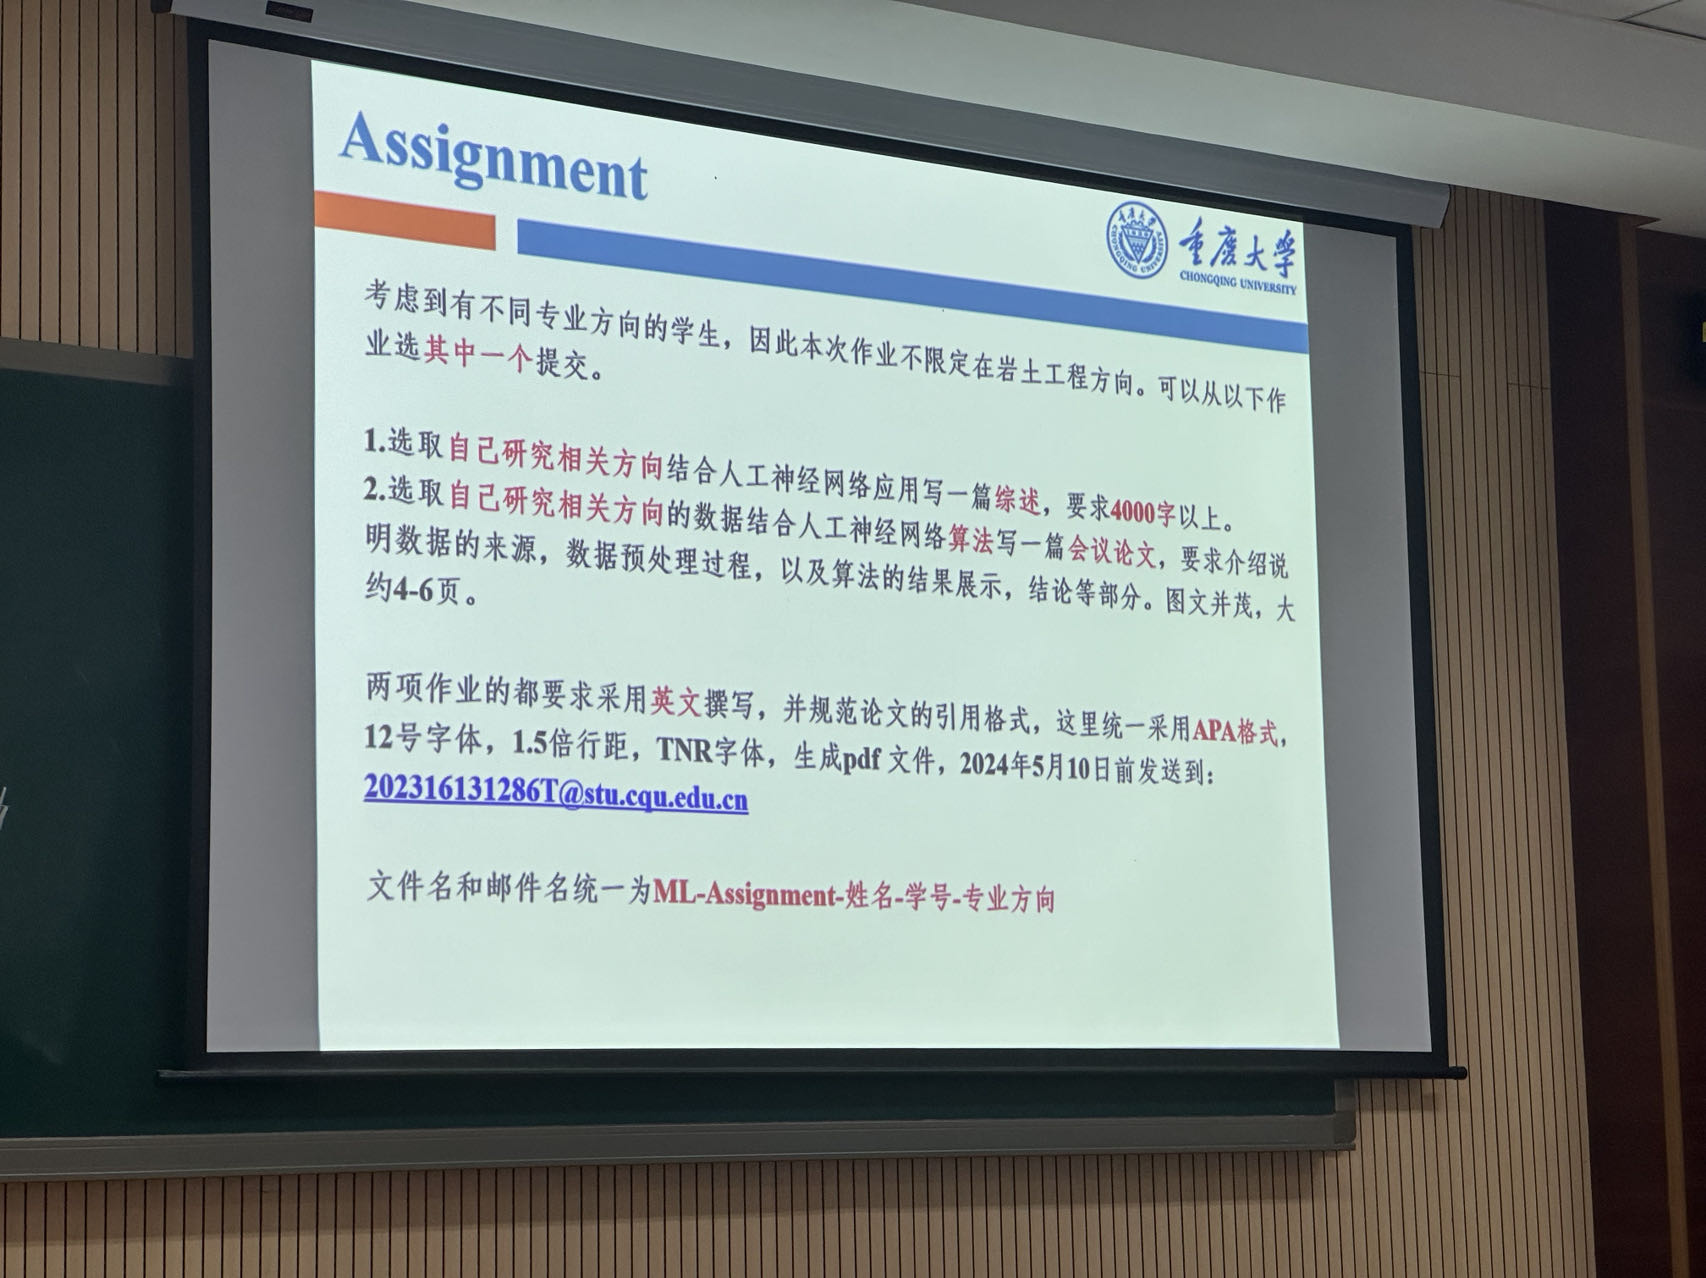 Assignment
重庆大学
CHONGQING UNIVERSITY
考虑到有不同专业方向的学生，因此本次作业不限定在岩土工程方向。可以从以下作
业选其中一个提交。
1.选取自己研究相关方向结合人工神经网络应用写一篇综述，要求4000字以上。
2.选取自己研究相关方向的数据结合人工神经网络算法写一篇会议论文，要求介绍说
明数据的来源，数据预处理过程，以及算法的结果展示，结论等部分。图文并茂，大
约4-6页。
两项作业的都要求采用英文撰写，并规范论文的引用格式，这里统一采用APA格式，
12号字体，1.5倍行距，TNR字体，生成pdf 文件，2024年5月10日前发送到：
202316131286T@stu.cqu.edu.cn
文件名和邮件名统一为ML-Assignment-姓名-学号-专业方向